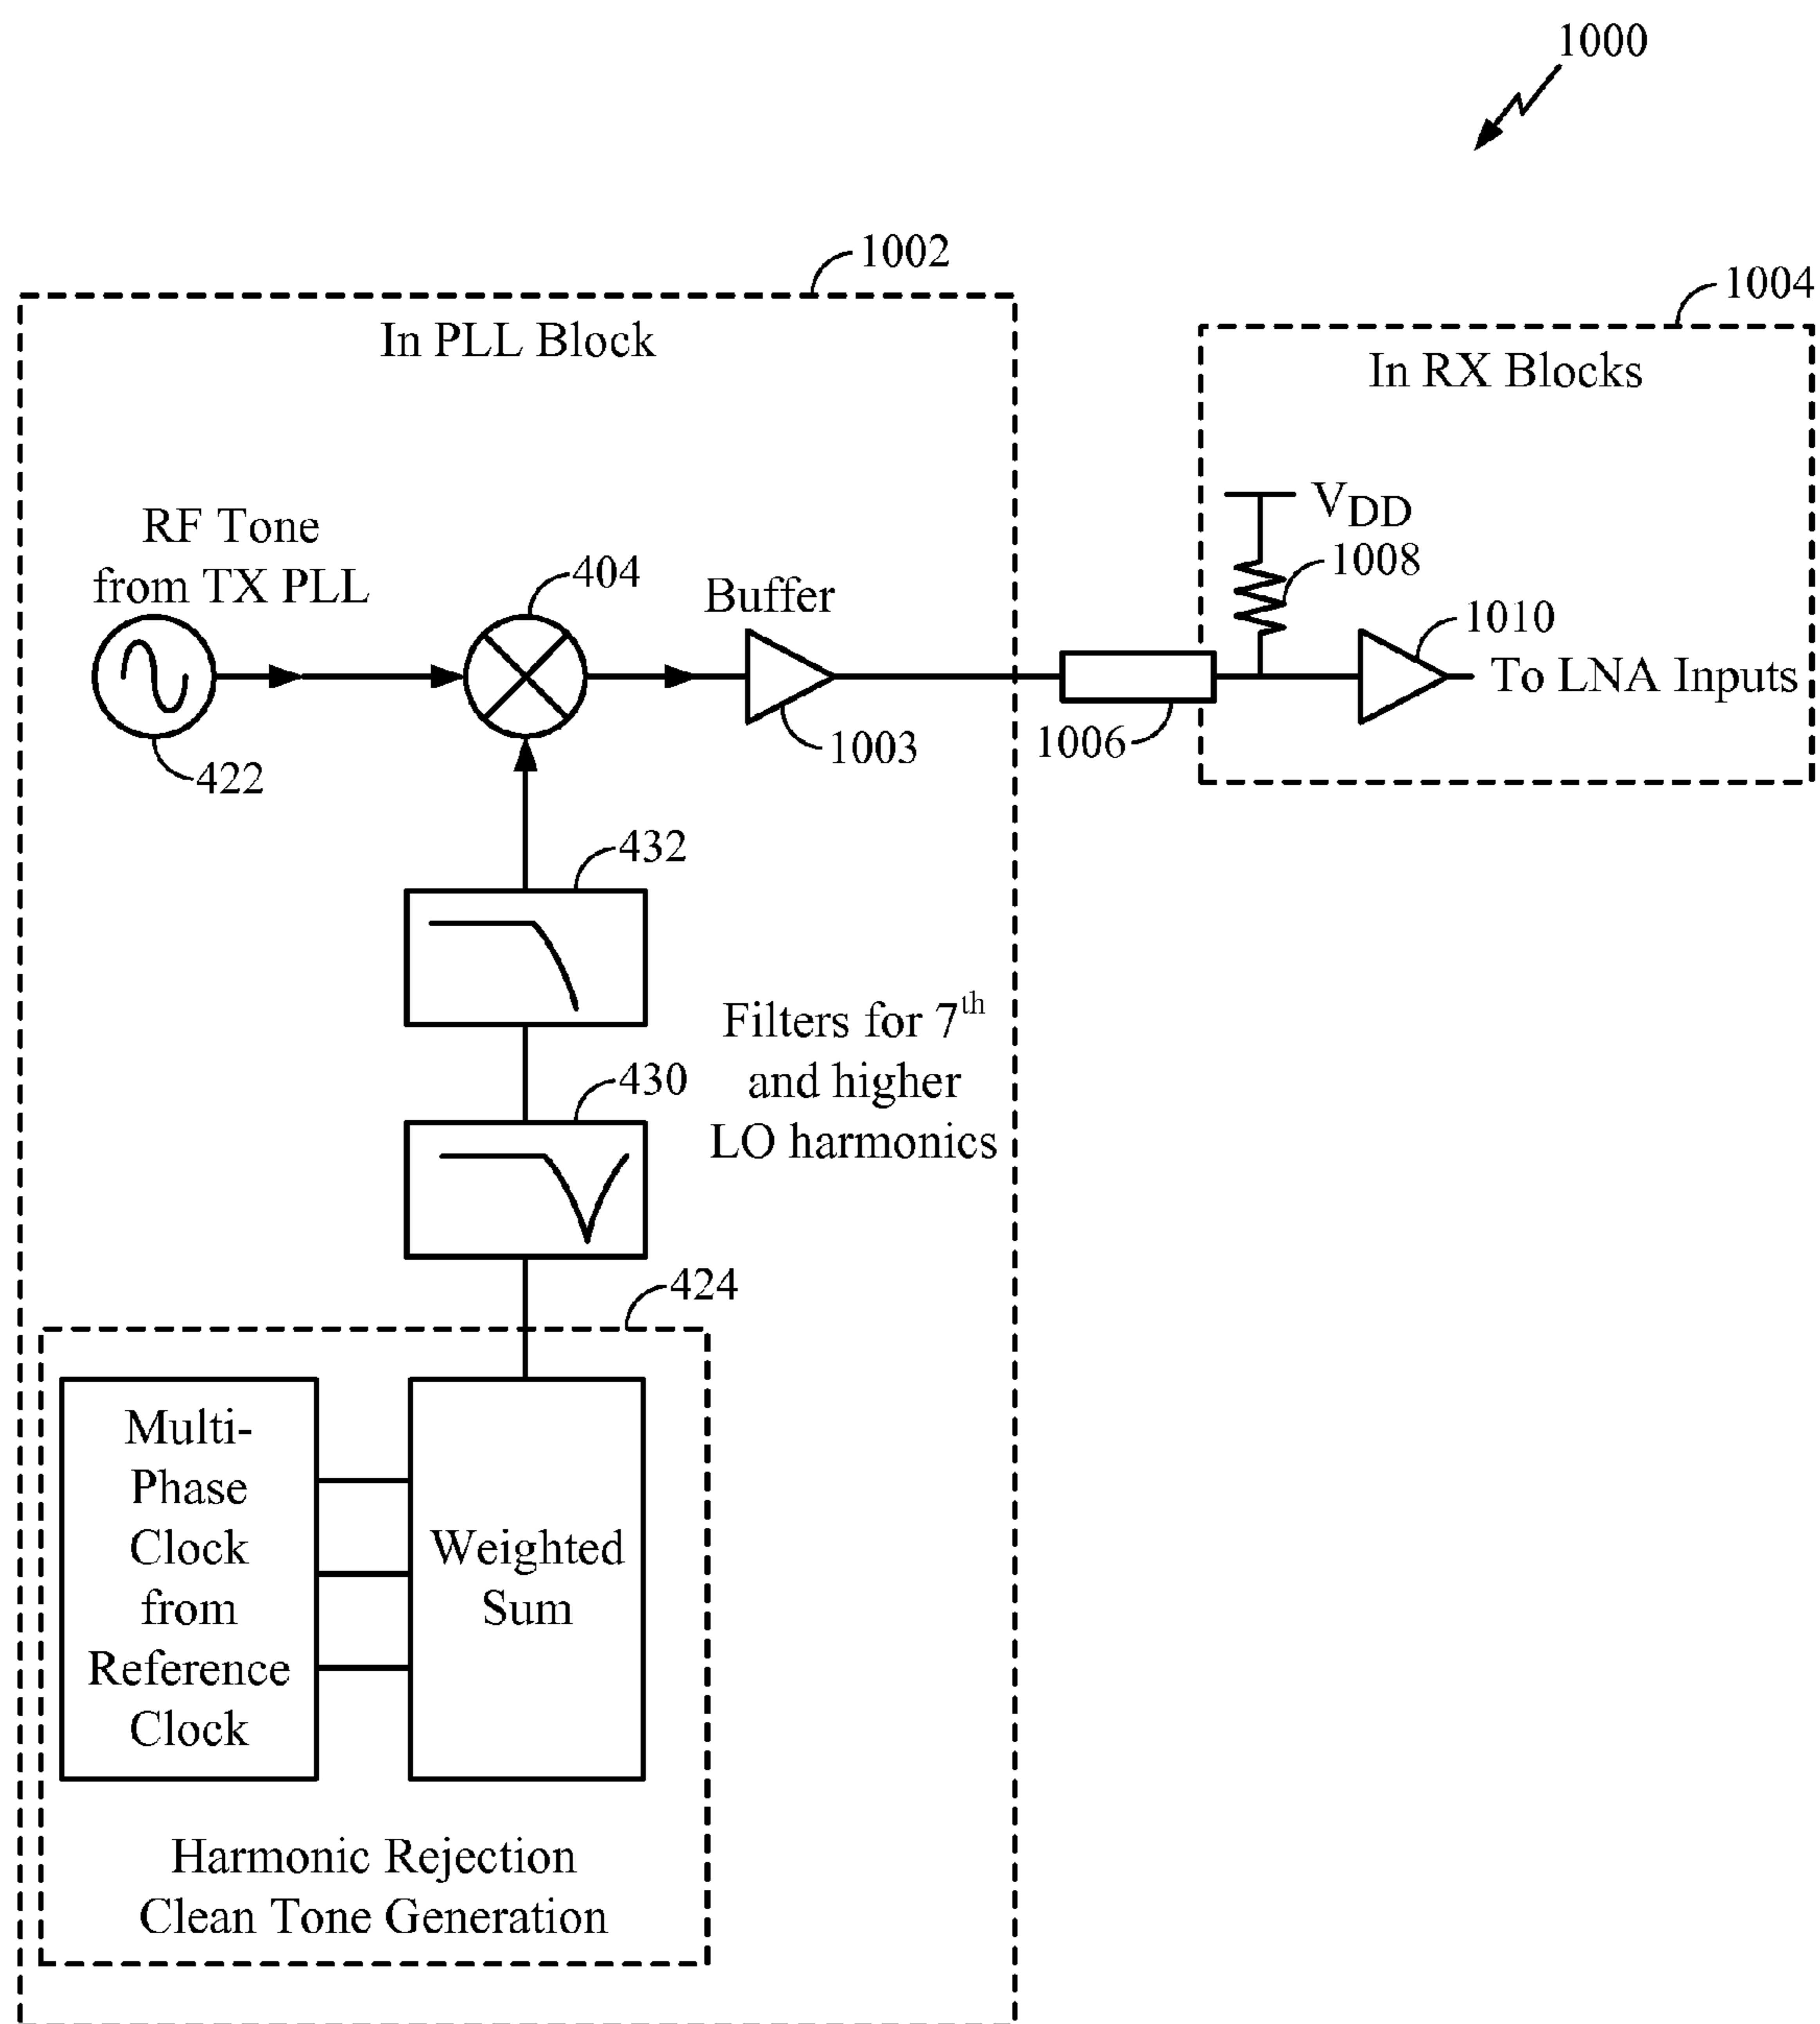 1000
1002
In PLL Block
1004
In RX Blocks
V_DD
1008
RF Tone
from TX PLL
422
404
Buffer
1003
1006
1010
To LNA Inputs
432
Filters for 7th
and higher
LO harmonics
430
424
Multi-
Phase
Clock
from
Reference
Clock
Weighted
Sum
Harmonic Rejection
Clean Tone Generation